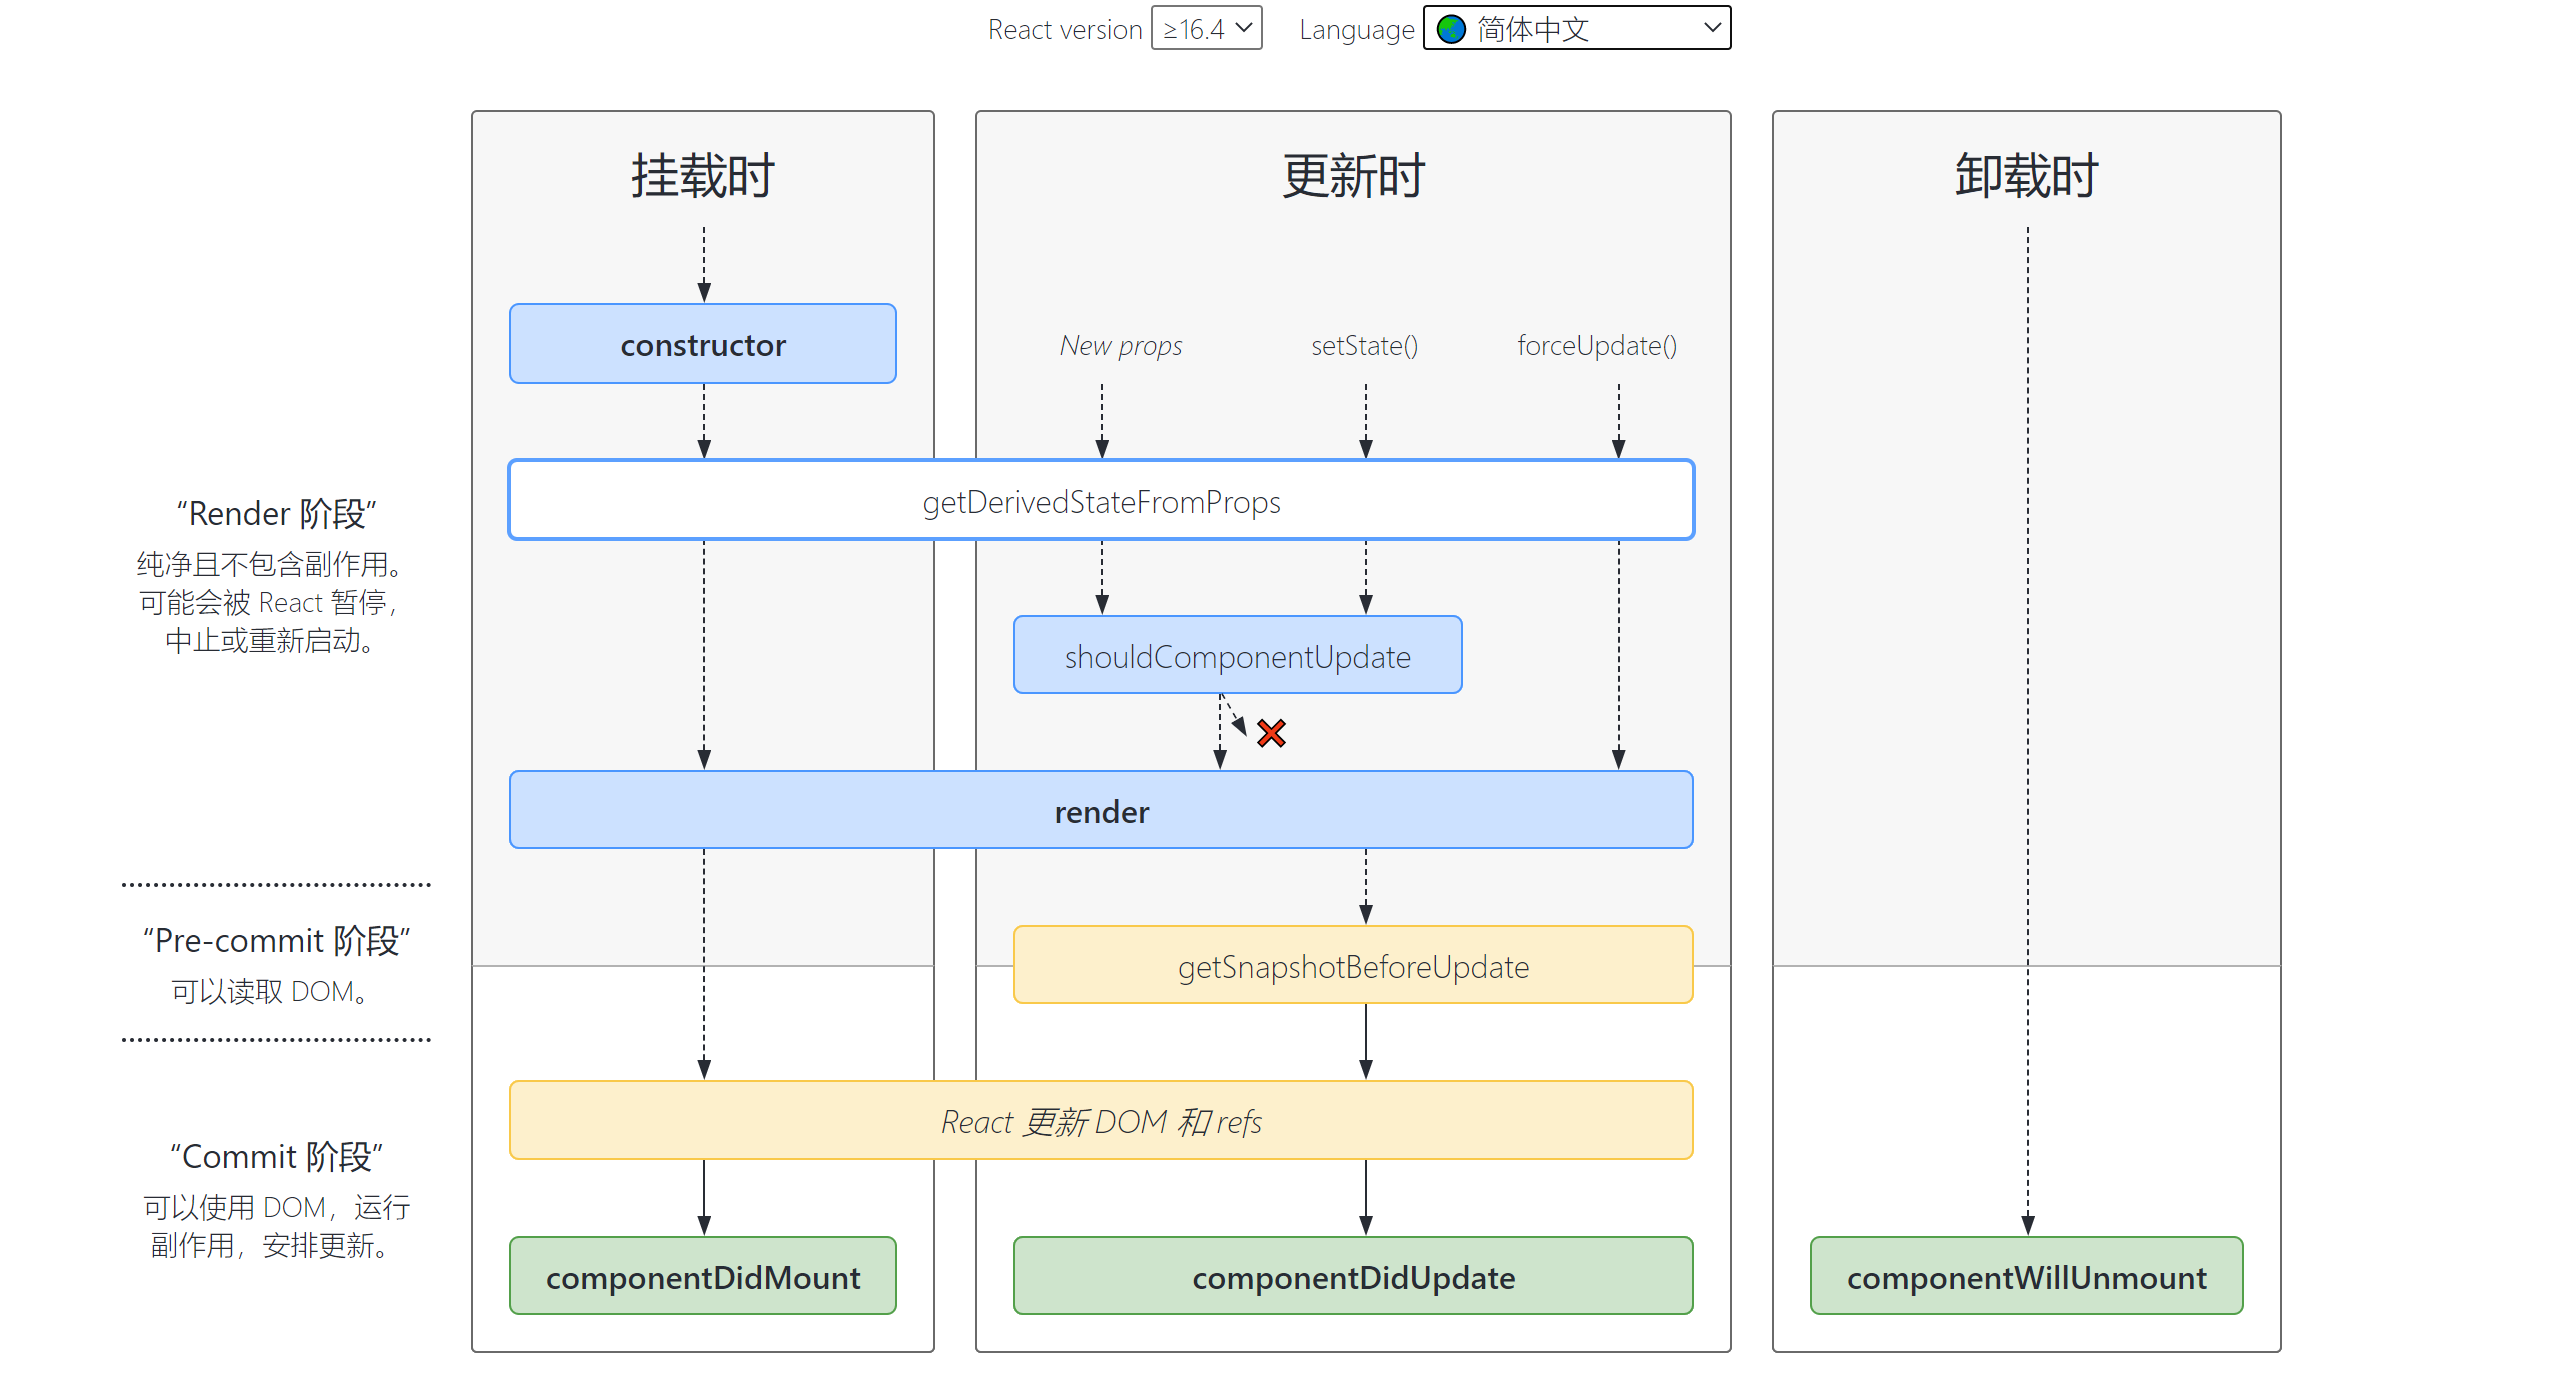 React version ≥16.4 Language 简体中文
挂载时
更新时
卸载时
constructor
New props
setState()
forceUpdate()
getDerivedStateFromProps
“Render 阶段”
纯净且不包含副作用。
可能会被 React 暂停，
中止或重新启动。
shouldComponentUpdate
render
“Pre-commit 阶段”
可以读取 DOM。
getSnapshotBeforeUpdate
React 更新 DOM 和 refs
“Commit 阶段”
可以使用 DOM，运行
副作用，安排更新。
componentDidMount
componentDidUpdate
componentWillUnmount